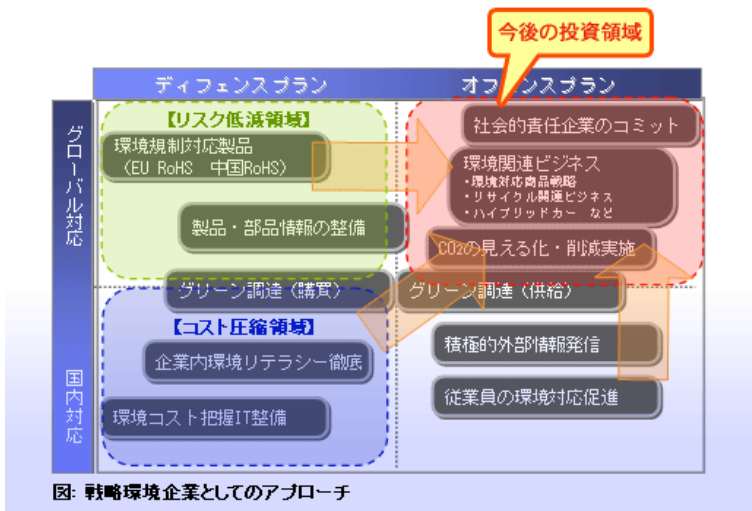 今後の投資領域
ディフェンスプラン
オフェンスプラン
グローバル対応
【リスク低減領域】
環境規制対応製品
（EU RoHS 中国RoHS）
製品・部品情報の整備
社会的責任企業のコミット
環境関連ビジネス
・環境対応商品戦略
・リサイクル関連ビジネス
・ハイブリッドカー など
CO2の見える化・削減実施
グリーン調達（購買）
グリーン調達（供給）
国内対応
【コスト圧縮領域】
企業内環境リテラシー徹底
環境コスト把握IT整備
積極的外部情報発信
従業員の環境対応促進
図: 戦略環境企業としてのアプローチ